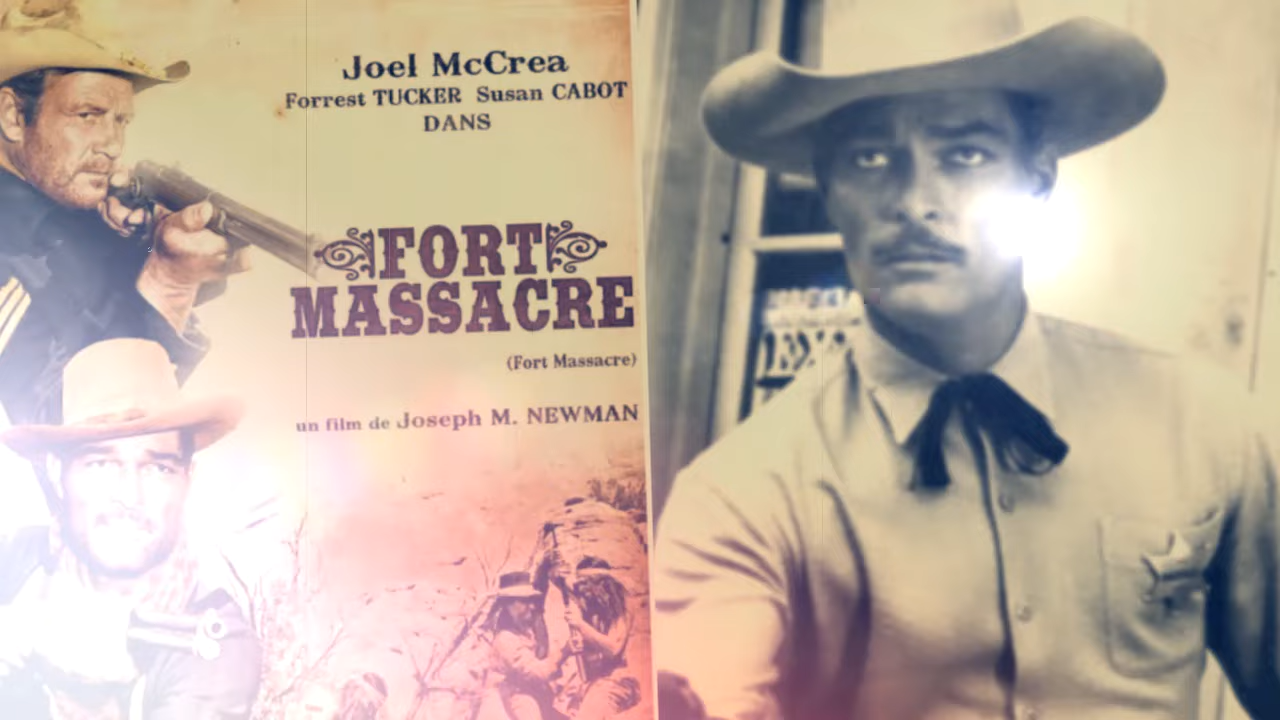 Joel McCrea
Forrest TUCKER Susan CABOT
DANS
FORT
MASSACRE
(Fort Massacre)
un film de Joseph M. NEWMAN